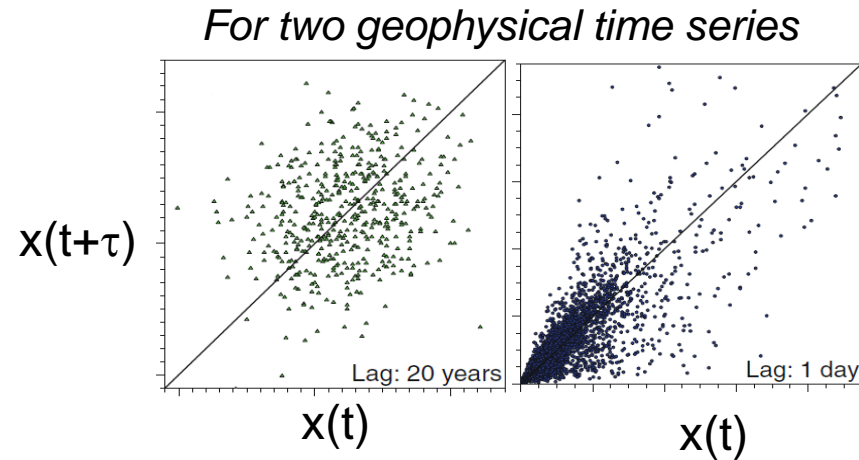 For two geophysical time series
x(t+τ)
Lag: 20 years
Lag: 1 day
x(t)
x(t)